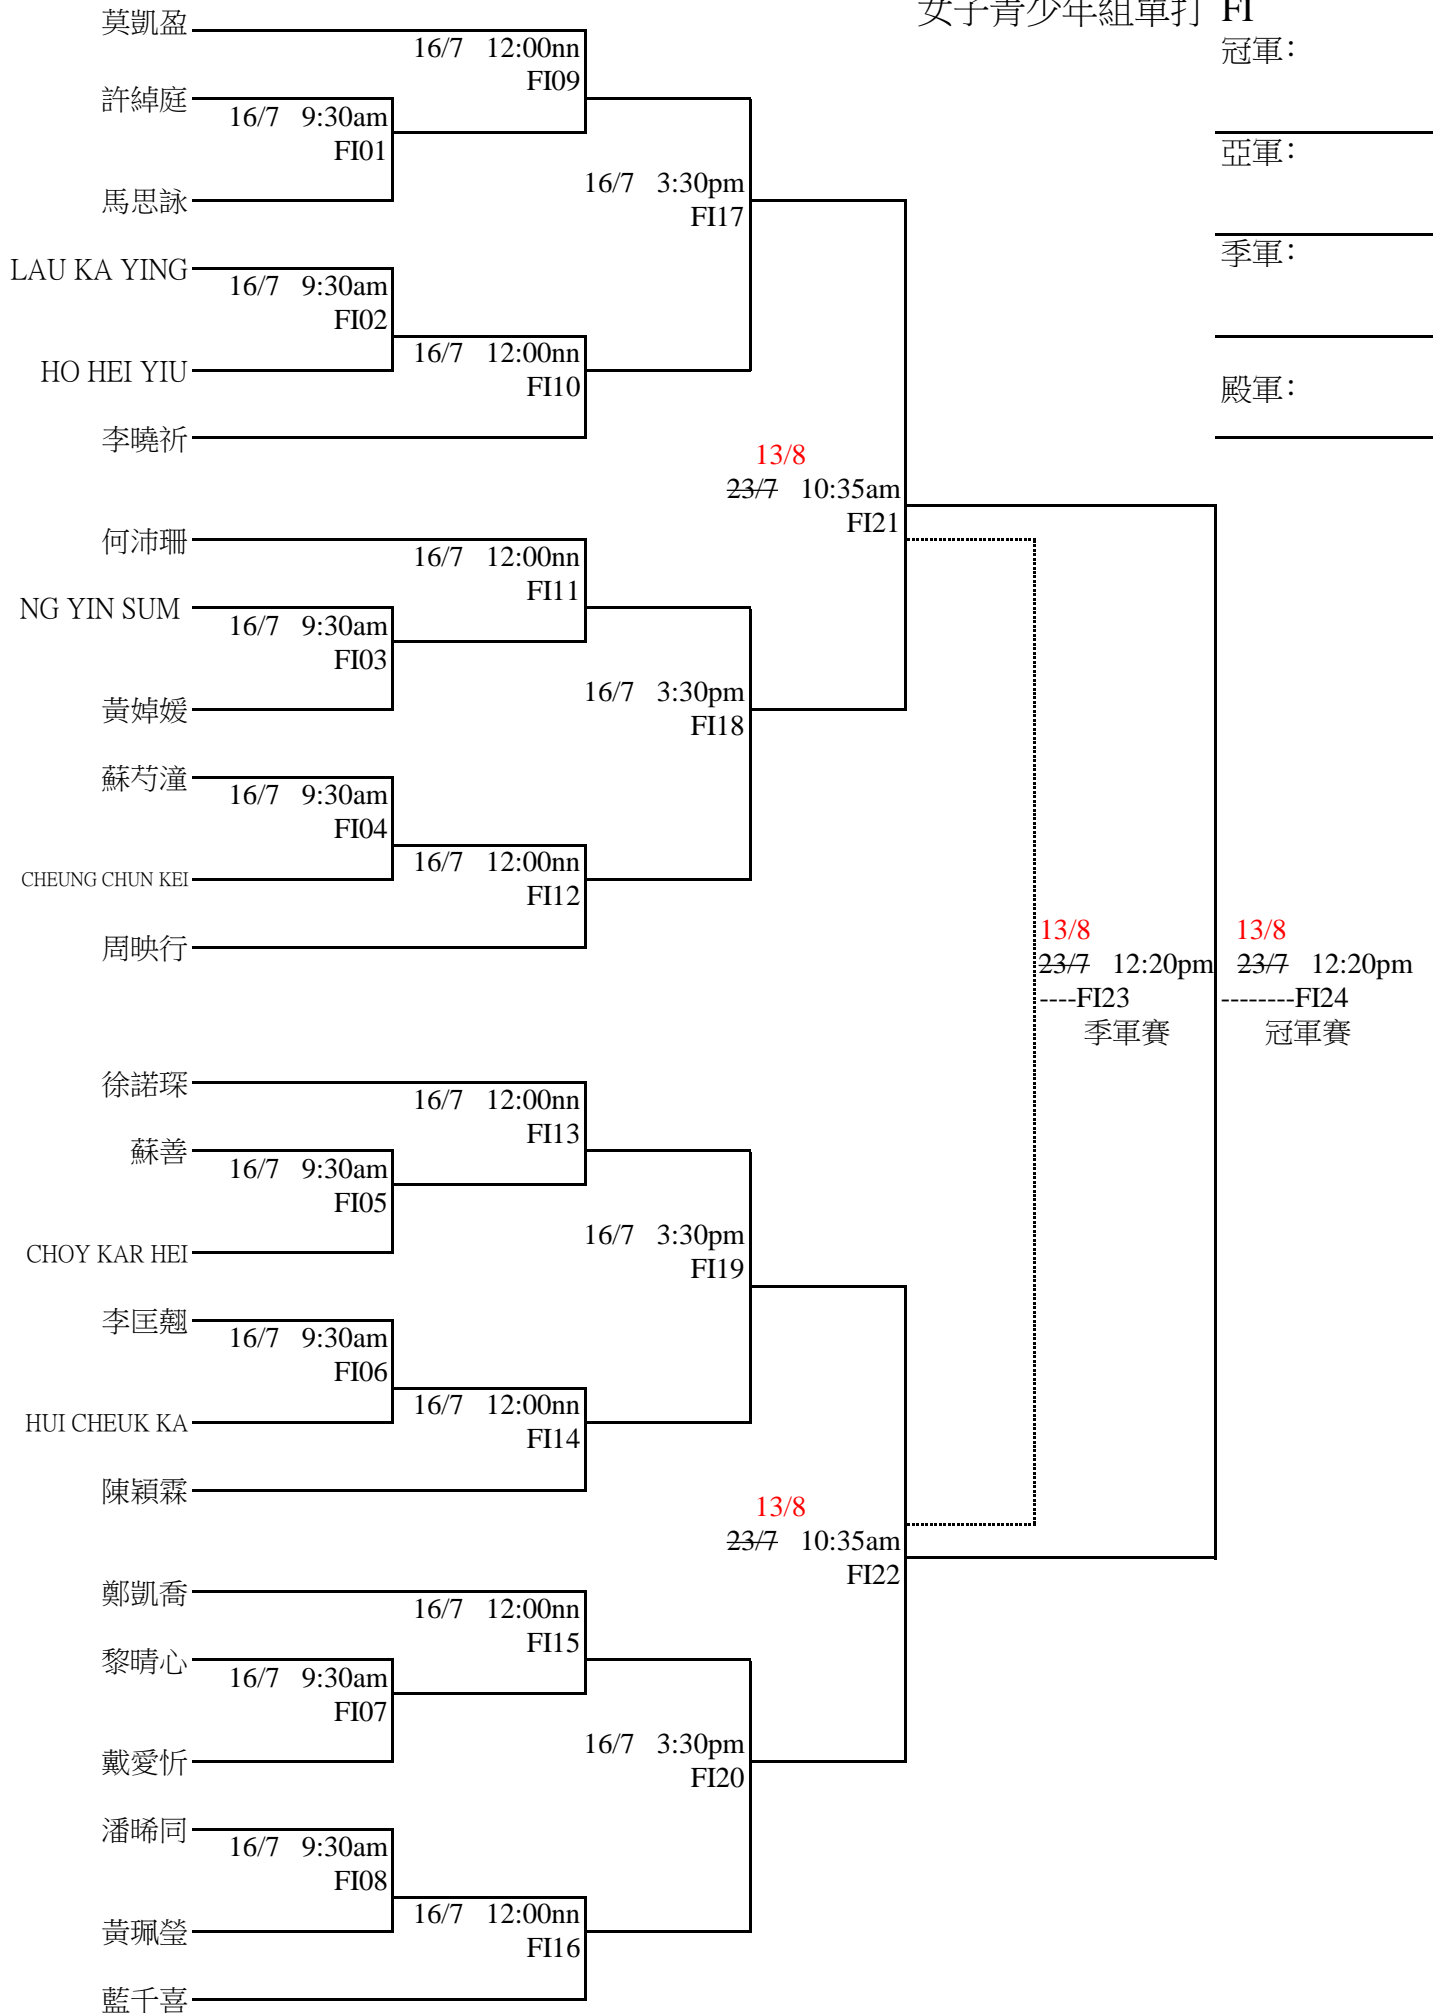 女子青少年組單打 FI
莫凱盈
16/7 12:00nn
冠軍：
FI09
許綽庭
16/7 9:30am
FI01
亞軍：
馬思詠
16/7 3:30pm
FI17
季軍：
LAU KA YING
16/7 9:30am
FI02
16/7 12:00nn
HO HEI YIU
FI10
殿軍：
李曉祈
13/8
23/7 10:35am
FI21
何沛珊
16/7 12:00nn
FI11
NG YIN SUM
16/7 9:30am
FI03
16/7 3:30pm
黃婥媛
FI18
蘇芍潼
16/7 9:30am
FI04
16/7 12:00nn
CHEUNG CHUN KEI
FI12
周映行
13/8 13/8
23/7 12:20pm 23/7 12:20pm
----FI23 --------FI24
季軍賽 冠軍賽
徐諾琛
16/7 12:00nn
FI13
蘇善
16/7 9:30am
FI05
16/7 3:30pm
CHOY KAR HEI
FI19
李匡翹
16/7 9:30am
FI06
16/7 12:00nn
HUI CHEUK KA
FI14
陳穎霖
13/8
23/7 10:35am
FI22
鄭凱喬
16/7 12:00nn
FI15
黎晴心
16/7 9:30am
FI07
16/7 3:30pm
戴愛忻
FI20
潘晞同
16/7 9:30am
FI08
16/7 12:00nn
黃珮瑩
FI16
藍千喜